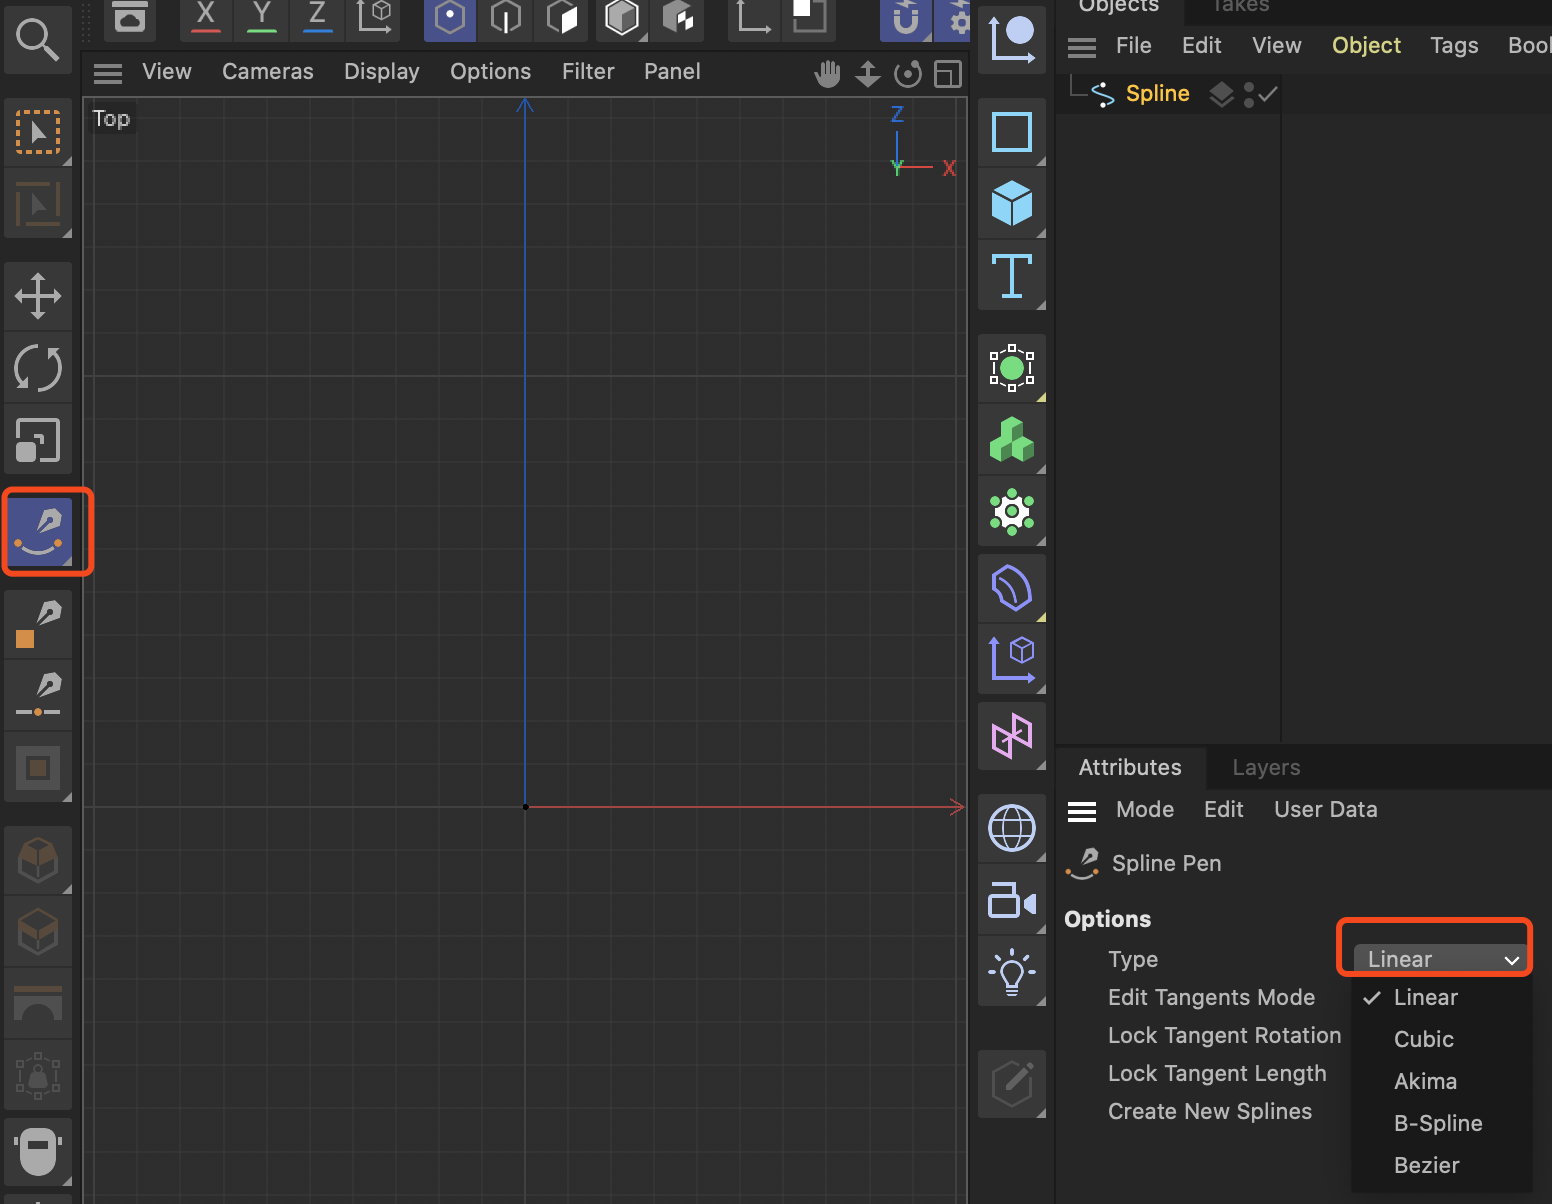 Objects Takes
X Y Z
File Edit View Object Tags Boo
View Cameras Display Options Filter Panel
Spline
Top
Z
Y X
Attributes Layers
Mode Edit User Data
Spline Pen
Options
Type Linear
Edit Tangents Mode Linear
Lock Tangent Rotation Cubic
Lock Tangent Length Akima
Create New Splines B-Spline
Bezier